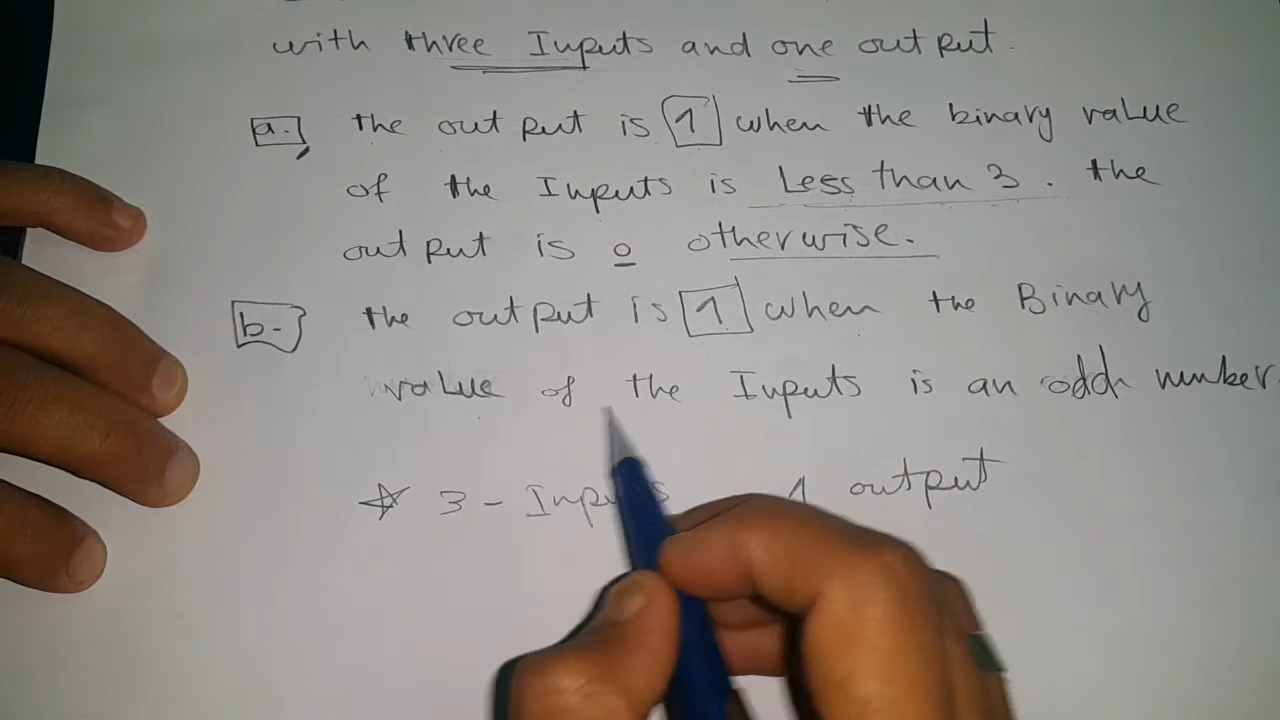 with three Inputs and one output.
a. the output is 1 when the binary value
of the Inputs is Less than 3. the
output is 0 otherwise.
b. the output is 1 when the Binary
value of the Inputs is an odd number.
☆ 3 - Inputs 1 output